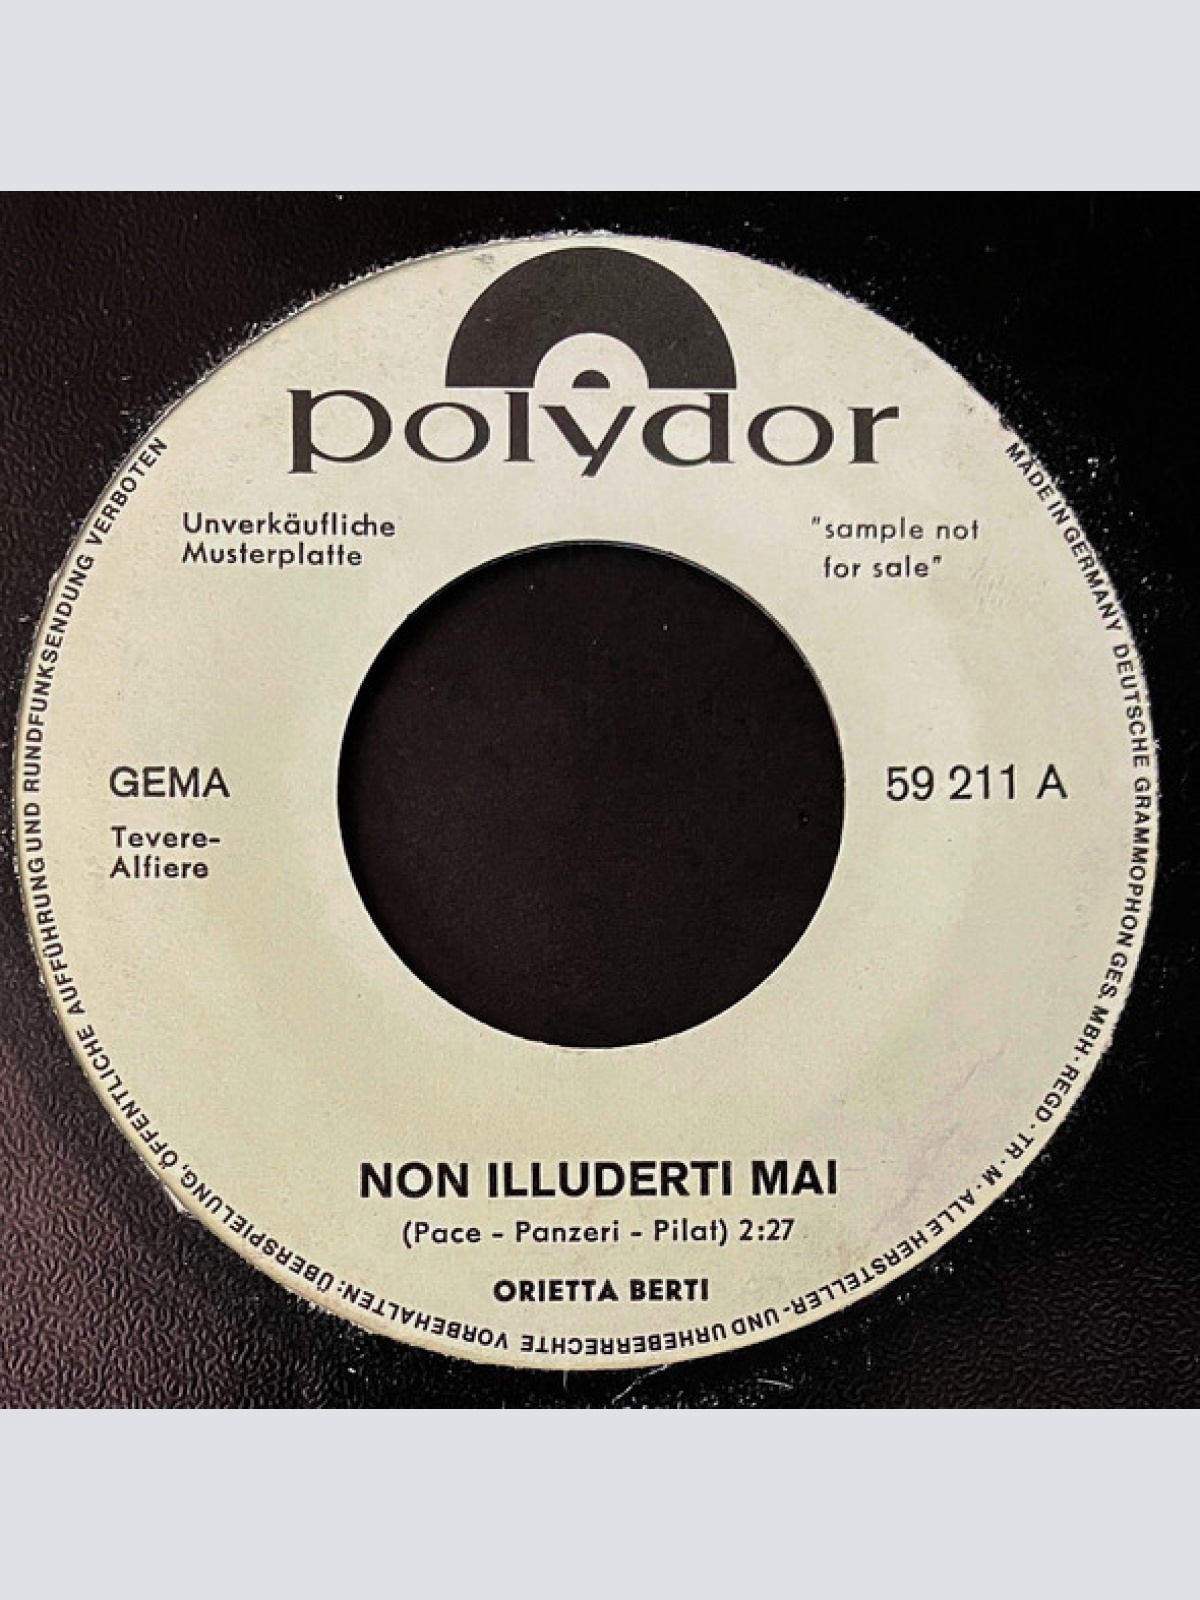 polydor
Unverkäufliche
Musterplatte
"sample not
for sale"
GEMA
Tevere-
Alfiere
59 211 A
NON ILLUDERTI MAI
(Pace - Panzeri - Pilat) 2:27
ORIETTA BERTI
MADE IN GERMANY DEUTSCHE GRAMMOPHON GES. MBH · REGD · TR · M · ALLE HERSTELLER- UND URHEBERRECHTE VORBEHALTEN: ÜBERSPIELUNG, ÖFFENTLICHE AUFFÜHRUNG UND RUNDFUNKSENDUNG VERBOTEN